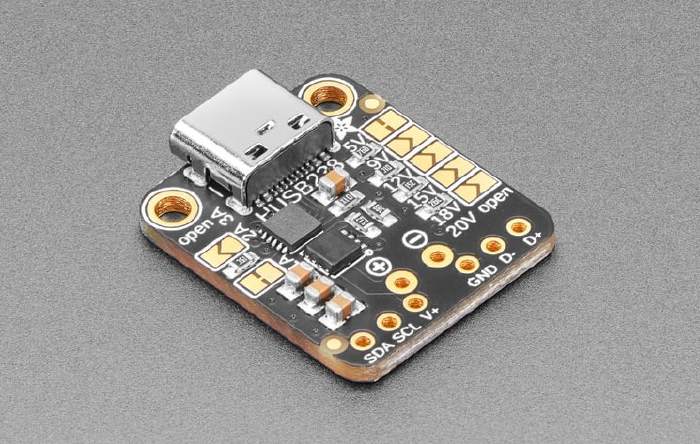 HUSB238
5V
9V
12V
15V
18V
20V open
open 3A
2A
1A
+
-
GND D- D+
SDA SCL V+